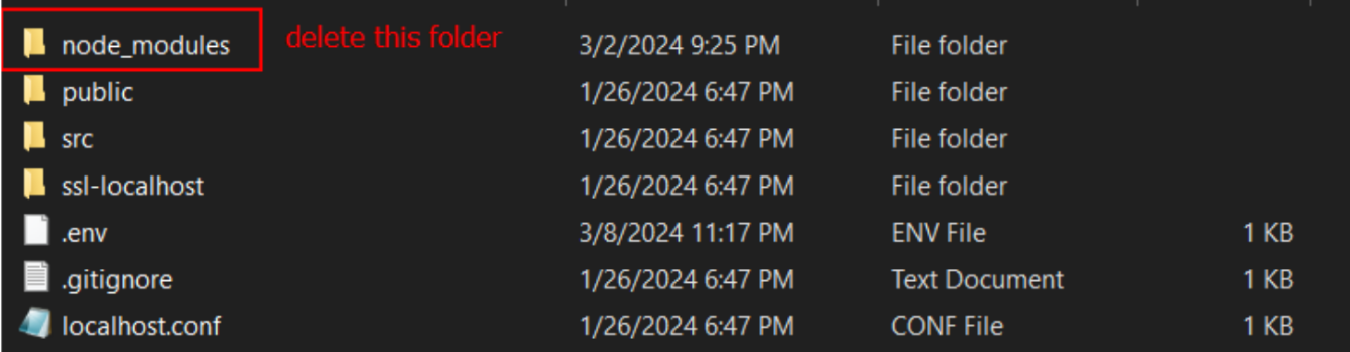 node_modules delete this folder 3/2/2024 9:25 PM File folder
public 1/26/2024 6:47 PM File folder
src 1/26/2024 6:47 PM File folder
ssl-localhost 1/26/2024 6:47 PM File folder
.env 3/8/2024 11:17 PM ENV File 1 KB
.gitignore 1/26/2024 6:47 PM Text Document 1 KB
localhost.conf 1/26/2024 6:47 PM CONF File 1 KB